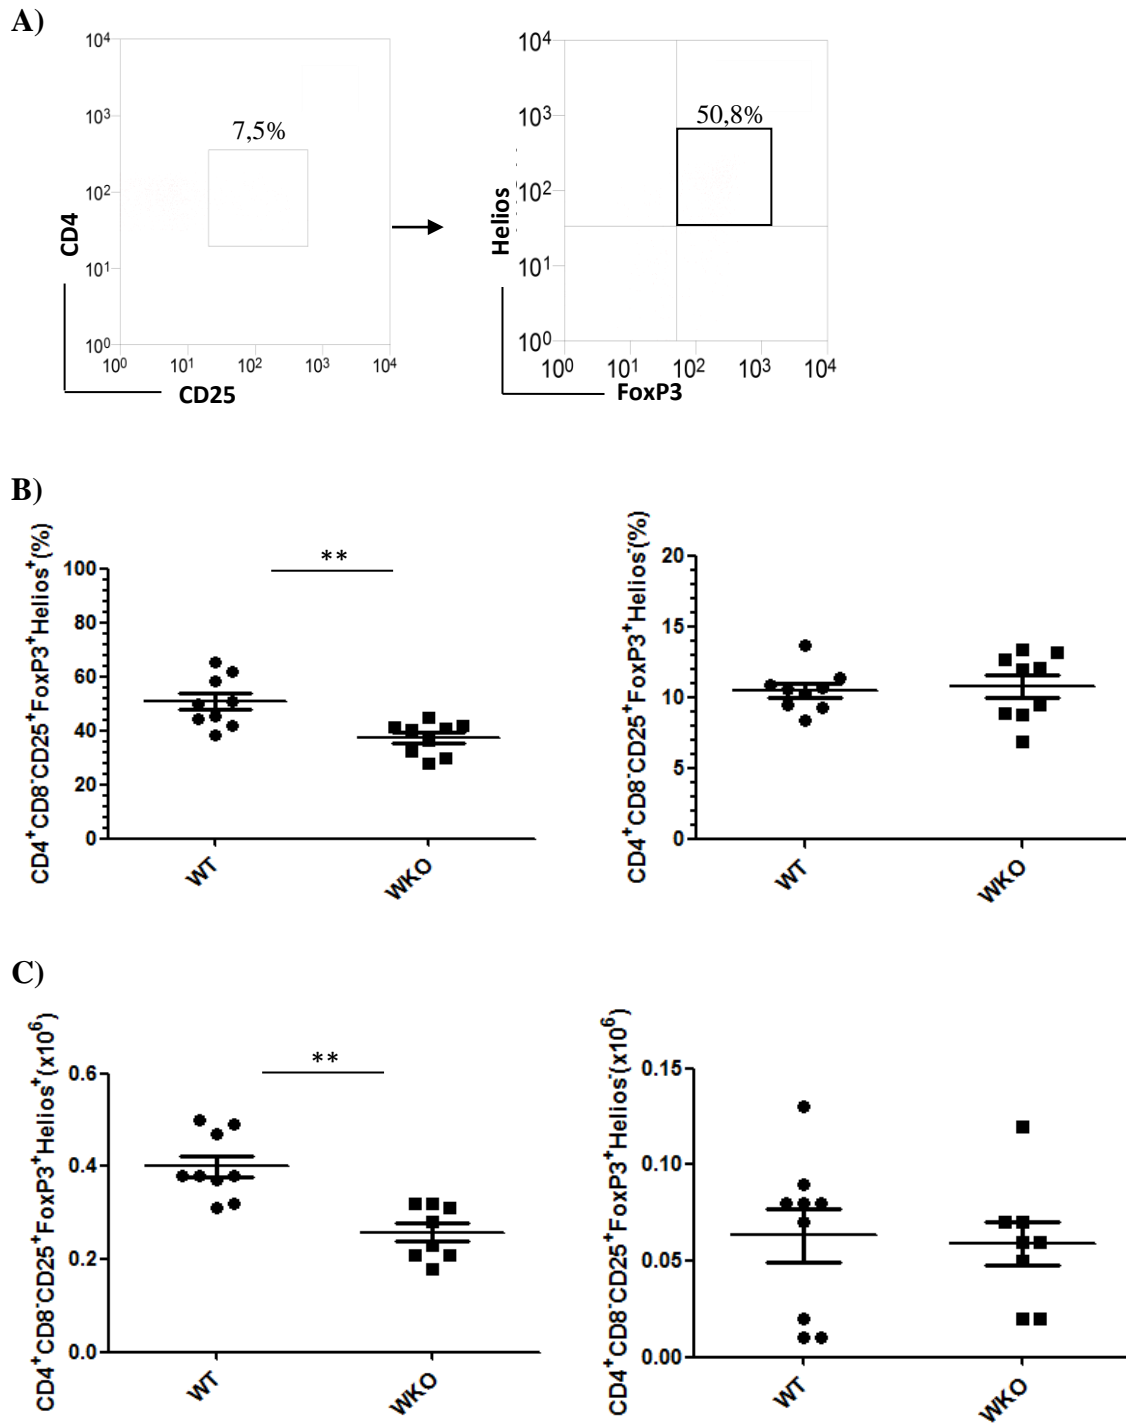 A)
10⁴
10³
10²
10¹
10⁰
7,5%
CD4
10⁰ 10¹ 10² 10³ 10⁴
CD25
10⁴
10³
10²
10¹
10⁰
50,8%
Helios
10⁰ 10¹ 10² 10³ 10⁴
FoxP3
B)
CD4⁺CD8⁻CD25⁺FoxP3⁺Helios⁺(%)
100
80
60
40
20
0
**
WT WKO
CD4⁺CD8⁻CD25⁺FoxP3⁺Helios⁻(%)
20
15
10
5
0
WT WKO
C)
CD4⁺CD8⁻CD25⁺FoxP3⁺Helios⁺(x10⁶)
0.6
0.4
0.2
0.0
**
WT WKO
CD4⁺CD8⁻CD25⁺FoxP3⁺Helios⁻(x10⁶)
0.15
0.10
0.05
0.00
WT WKO